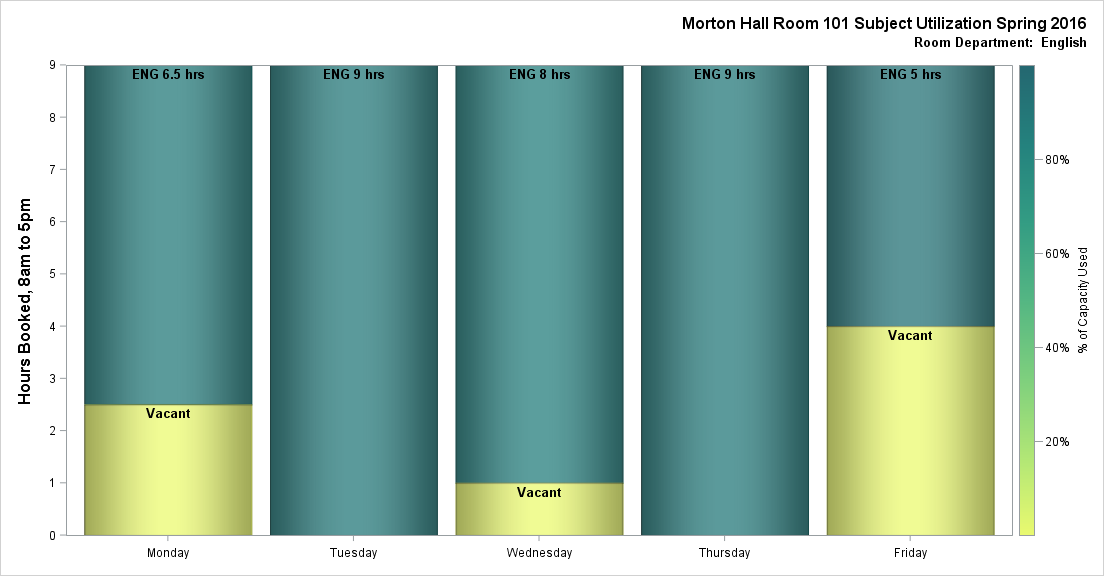 Morton Hall Room 101 Subject Utilization Spring 2016
Room Department: English
Hours Booked, 8am to 5pm
9
8
7
6
5
4
3
2
1
0
ENG 6.5 hrs
ENG 9 hrs
ENG 8 hrs
ENG 9 hrs
ENG 5 hrs
Vacant
Vacant
Vacant
Monday
Tuesday
Wednesday
Thursday
Friday
80%
60%
40%
20%
% of Capacity Used